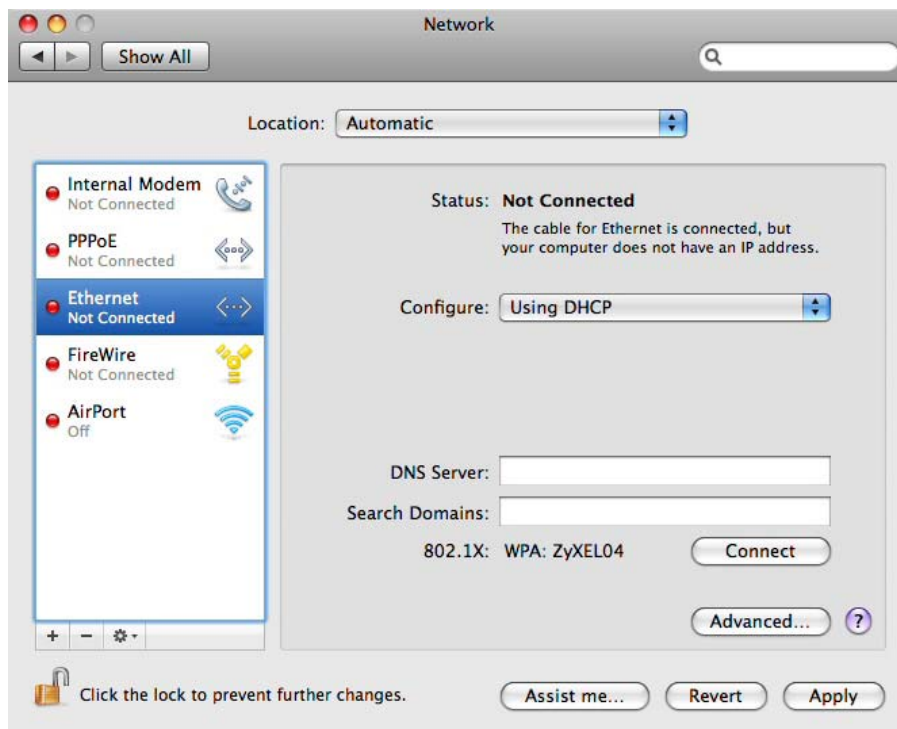 Network
Show All
Location: Automatic
Internal Modem
Not Connected
PPPoE
Not Connected
Ethernet
Not Connected
FireWire
Not Connected
AirPort
Off
Status: Not Connected
The cable for Ethernet is connected, but
your computer does not have an IP address.
Configure: Using DHCP
DNS Server:
Search Domains:
802.1X: WPA: ZyXEL04 Connect
Advanced... ?
+ −
Click the lock to prevent further changes.
Assist me... Revert Apply